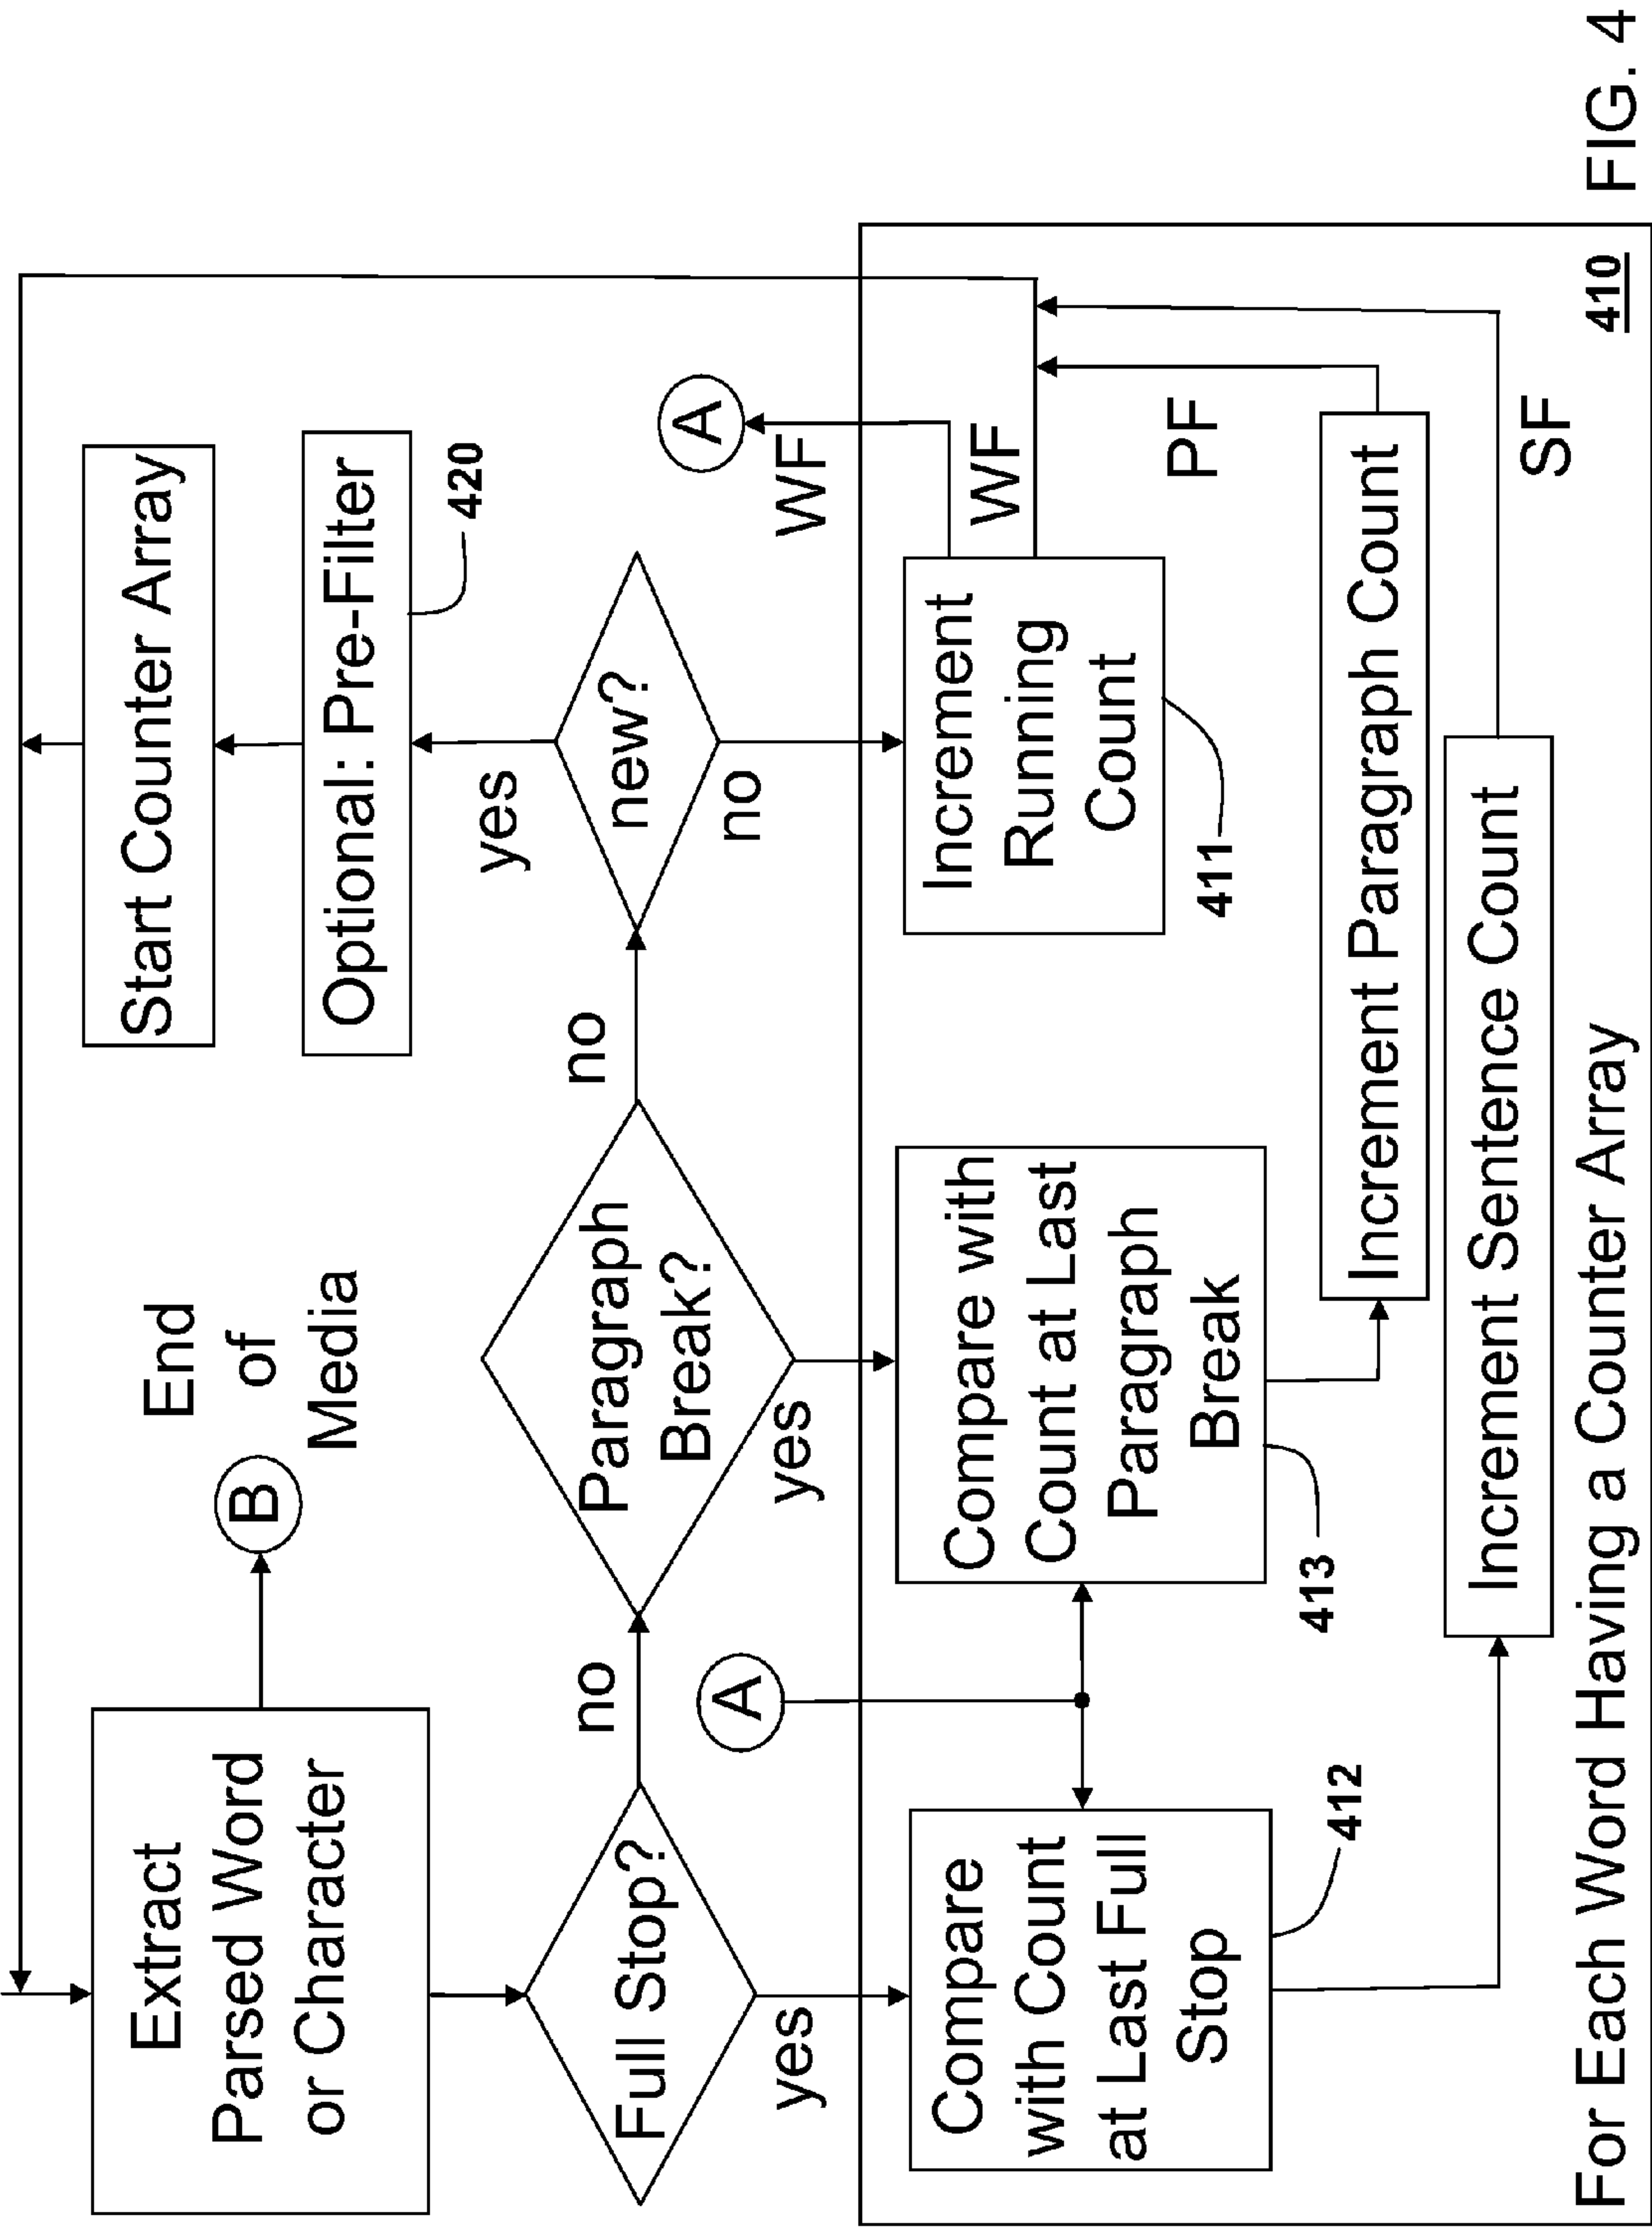 Extract
Parsed Word
or Character
B
End
of
Media
Start Counter Array
Optional: Pre-Filter
420
Full Stop?
no
yes
Paragraph
Break?
no
yes
new?
yes
no
A
A
WF
Compare
with Count
at Last Full
Stop
412
Compare with
Count at Last
Paragraph
Break
413
Increment
Running
Count
411
WF
PF
Increment Paragraph Count
Increment Sentence Count
SF
For Each Word Having a Counter Array
410
FIG. 4